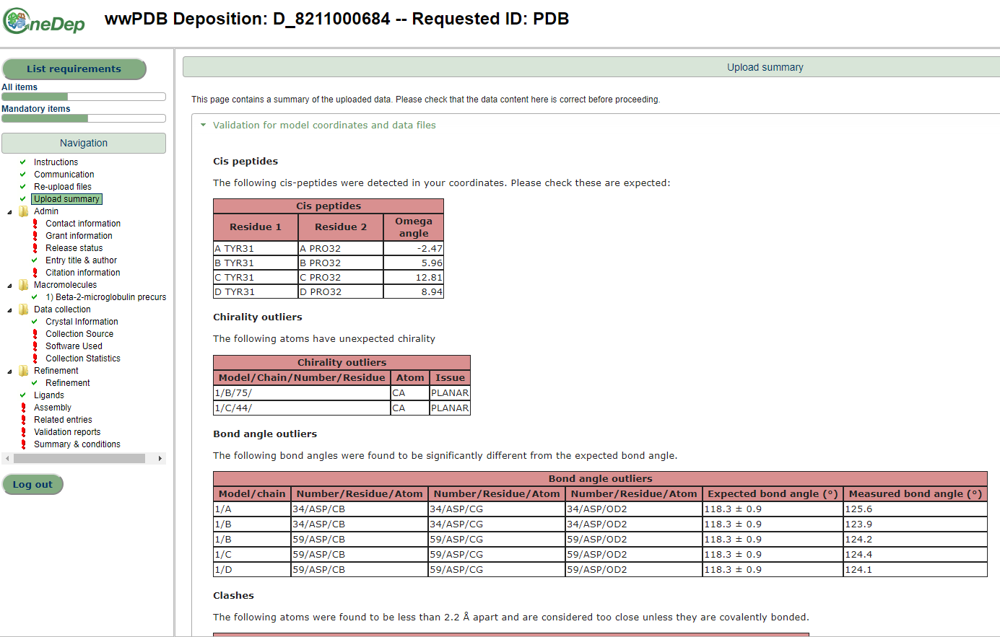 OneDep
wwPDB Deposition: D_8211000684 -- Requested ID: PDB
List requirements
All items
Mandatory items
Navigation
Instructions
Communication
Re-upload files
Upload summary
Admin
Contact information
Grant information
Release status
Entry title & author
Citation information
Macromolecules
1) Beta-2-microglobulin precurs
Data collection
Crystal Information
Collection Source
Software Used
Collection Statistics
Refinement
Refinement
Ligands
Assembly
Related entries
Validation reports
Summary & conditions
Log out
Upload summary
This page contains a summary of the uploaded data. Please check that the data content here is correct before proceeding.
Validation for model coordinates and data files
Cis peptides
The following cis-peptides were detected in your coordinates. Please check these are expected:
Cis peptides
Residue 1 Residue 2 Omega angle
A TYR31 A PRO32 -2.47
B TYR31 B PRO32 5.96
C TYR31 C PRO32 12.81
D TYR31 D PRO32 8.94
Chirality outliers
The following atoms have unexpected chirality
Chirality outliers
Model/Chain/Number/Residue Atom Issue
1/B/75/ CA PLANAR
1/C/44/ CA PLANAR
Bond angle outliers
The following bond angles were found to be significantly different from the expected bond angle.
Bond angle outliers
Model/chain Number/Residue/Atom Number/Residue/Atom Number/Residue/Atom Expected bond angle (°) Measured bond angle (°)
1/A 34/ASP/CB 34/ASP/CG 34/ASP/OD2 118.3 ± 0.9 125.6
1/B 34/ASP/CB 34/ASP/CG 34/ASP/OD2 118.3 ± 0.9 123.9
1/B 59/ASP/CB 59/ASP/CG 59/ASP/OD2 118.3 ± 0.9 124.2
1/C 59/ASP/CB 59/ASP/CG 59/ASP/OD2 118.3 ± 0.9 124.4
1/D 59/ASP/CB 59/ASP/CG 59/ASP/OD2 118.3 ± 0.9 124.1
Clashes
The following atoms were found to be less than 2.2 Å apart and are considered too close unless they are covalently bonded.